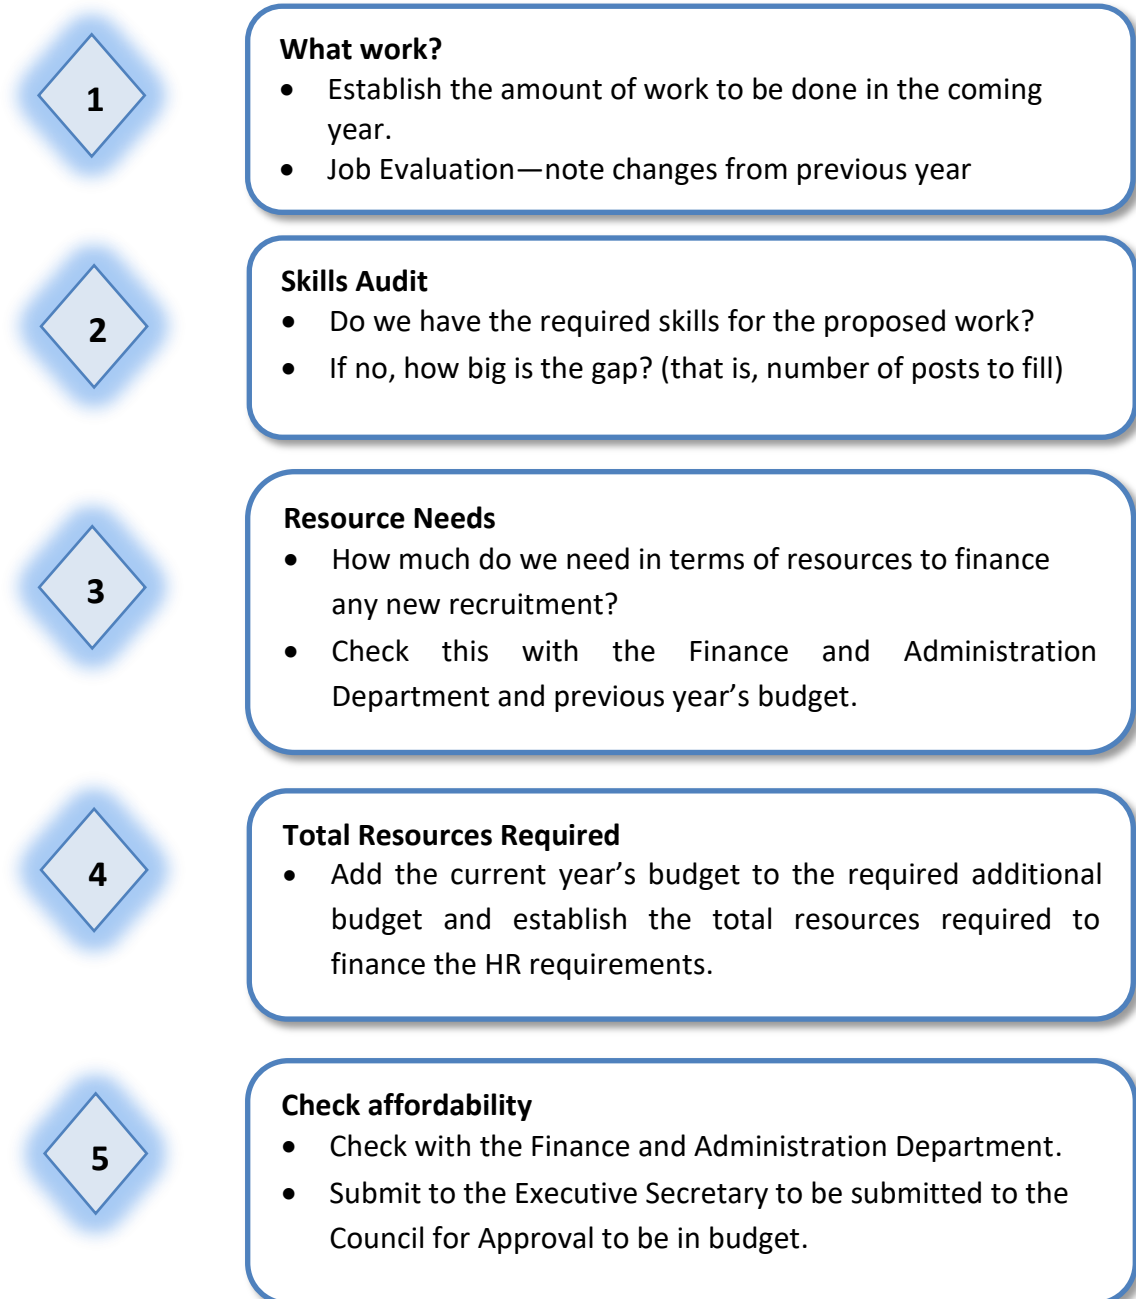 1
What work?
• Establish the amount of work to be done in the coming
year.
• Job Evaluation—note changes from previous year
2
Skills Audit
• Do we have the required skills for the proposed work?
• If no, how big is the gap? (that is, number of posts to fill)
3
Resource Needs
• How much do we need in terms of resources to finance
any new recruitment?
• Check this with the Finance and Administration
Department and previous year’s budget.
4
Total Resources Required
• Add the current year’s budget to the required additional
budget and establish the total resources required to
finance the HR requirements.
5
Check affordability
• Check with the Finance and Administration Department.
• Submit to the Executive Secretary to be submitted to the
Council for Approval to be in budget.